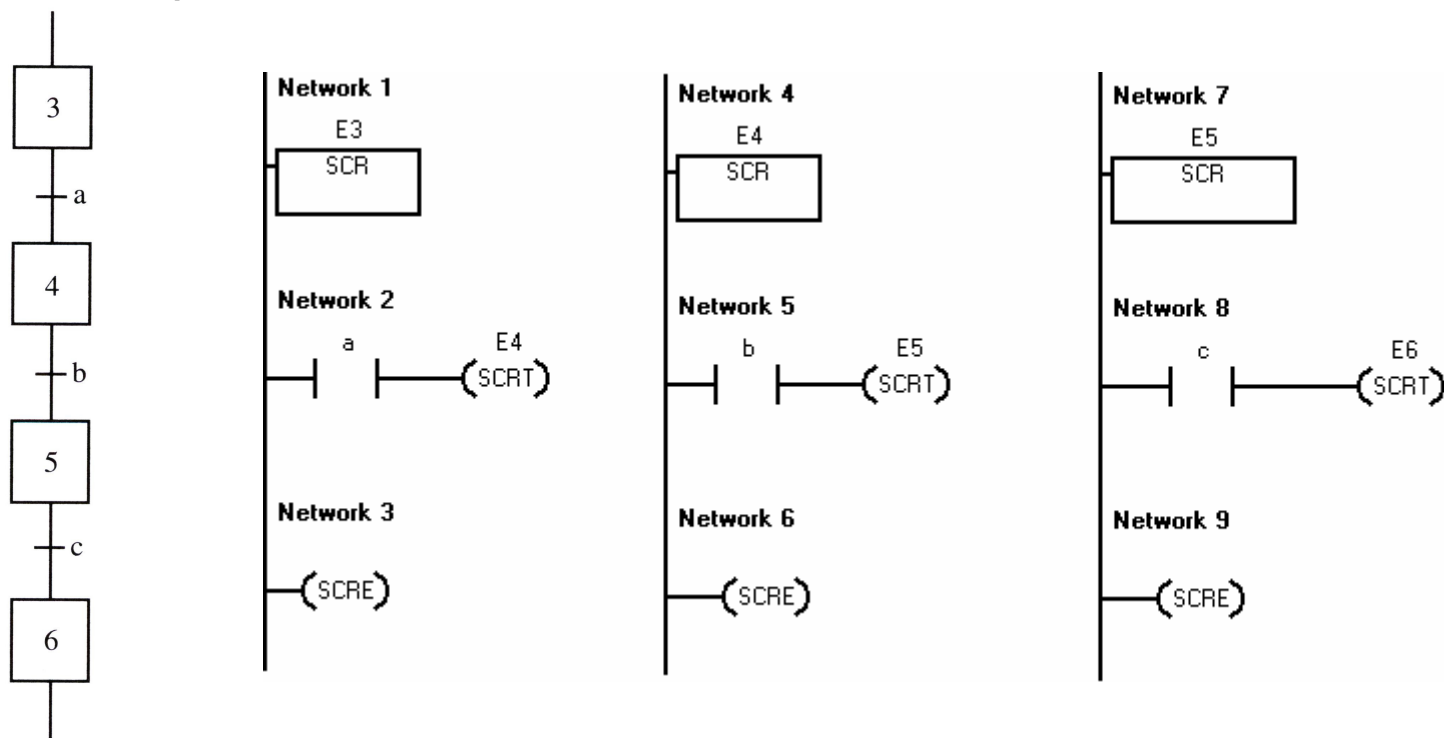 3
a
4
b
5
c
6
Network 1
E3
SCR
Network 2
a
E4
SCRT
Network 3
SCRE
Network 4
E4
SCR
Network 5
b
E5
SCRT
Network 6
SCRE
Network 7
E5
SCR
Network 8
c
E6
SCRT
Network 9
SCRE